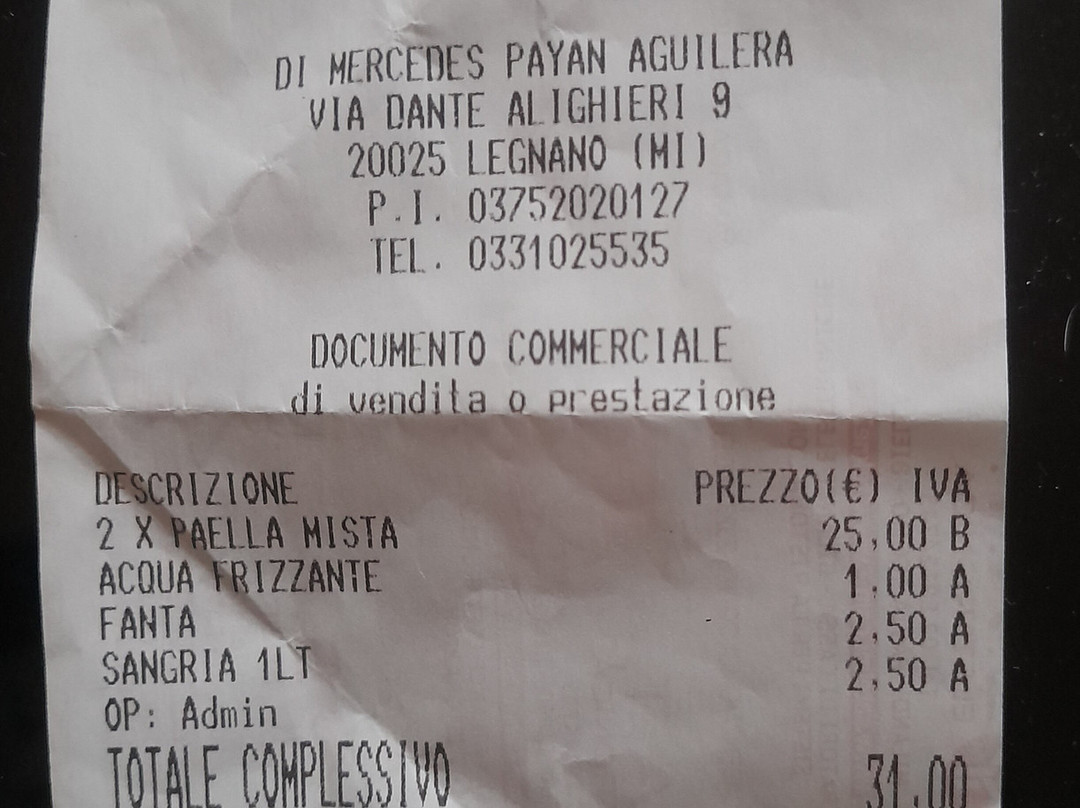 DI MERCEDES PAYAN AGUILERA
VIA DANTE ALIGHIERI 9
20025 LEGNANO (MI)
P.I. 03752020127
TEL. 0331025535
DOCUMENTO COMMERCIALE
di vendita o prestazione
DESCRIZIONE PREZZO(€) IVA
2 X PAELLA MISTA 25,00 B
ACQUA FRIZZANTE 1,00 A
FANTA 2,50 A
SANGRIA 1LT 2,50 A
OP: Admin
TOTALE COMPLESSIVO 31,00